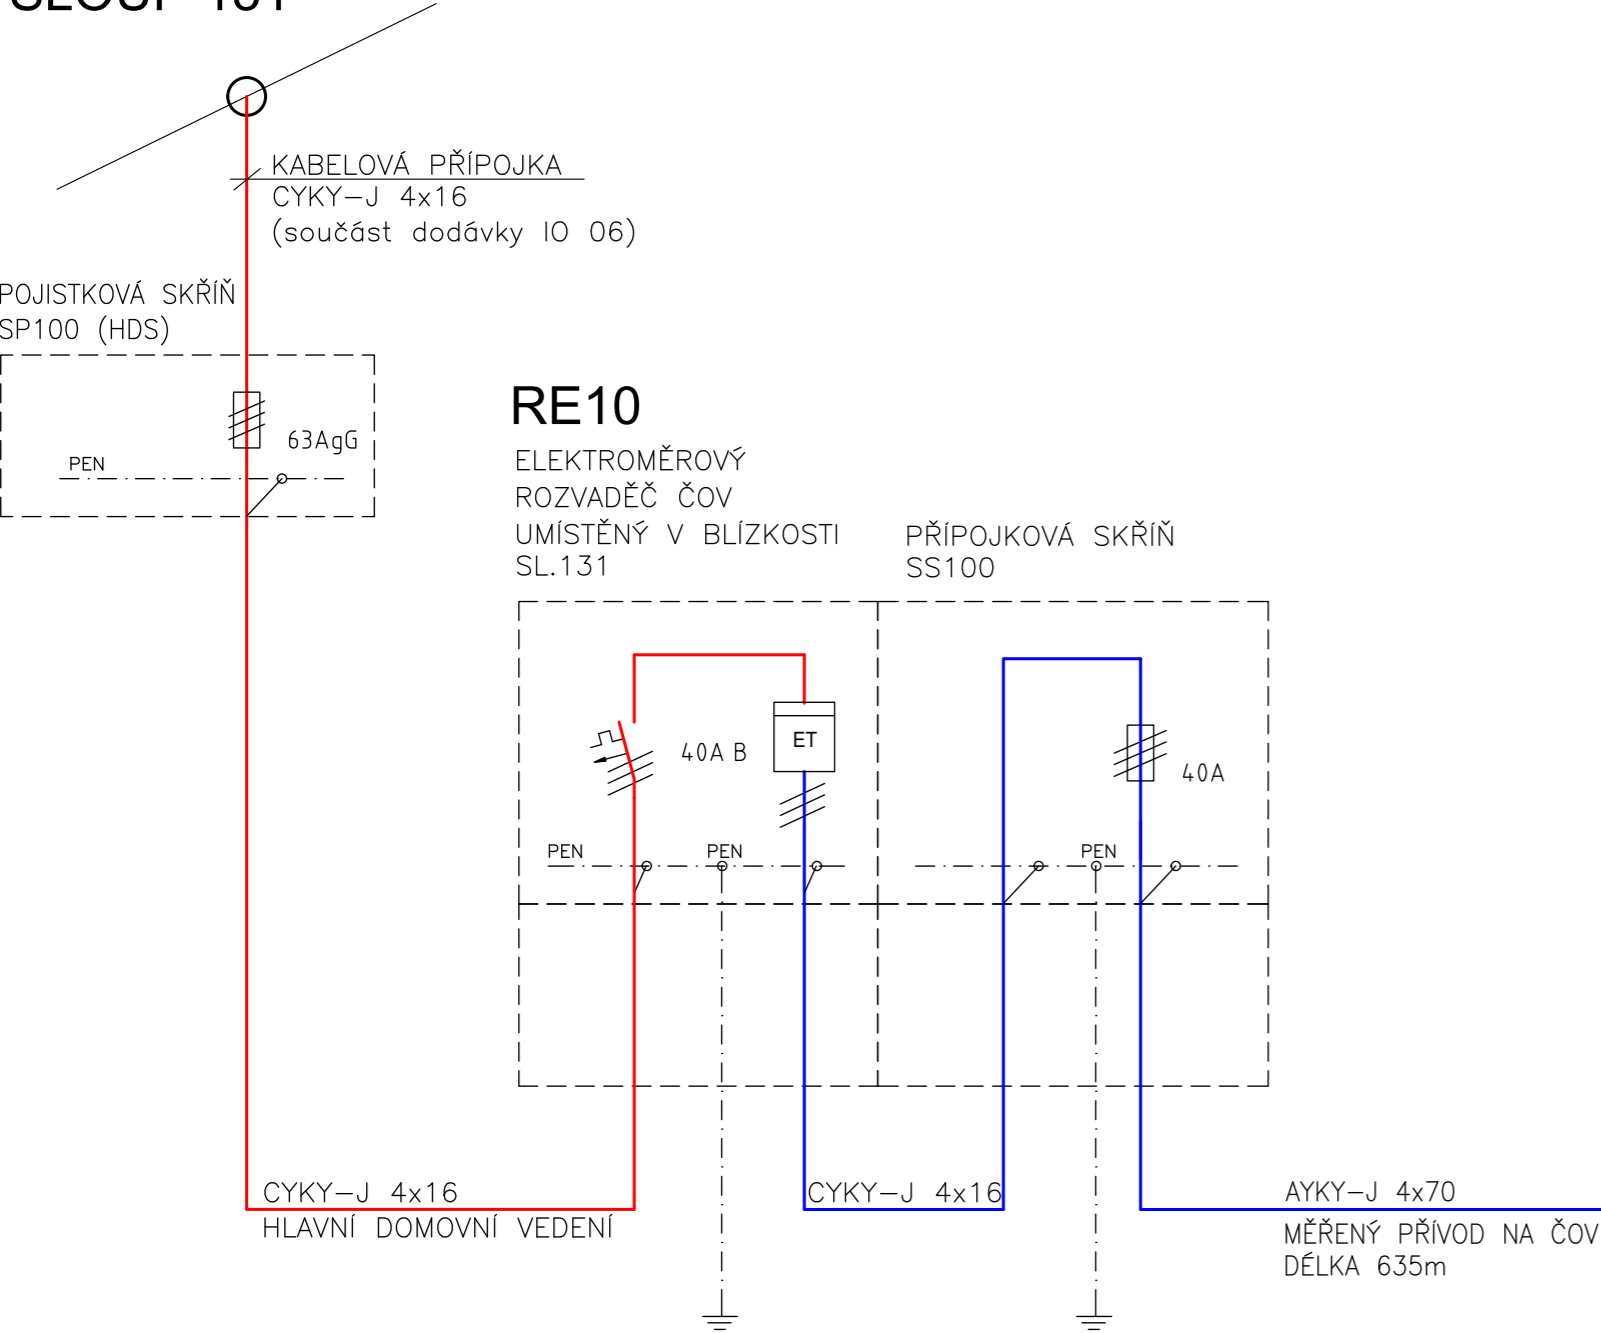 KABELOVÁ PŘÍPOJKA
CYKY-J 4x16
(součást dodávky IO 06)
POJISTKOVÁ SKŘÍŇ
SP100 (HDS)
63AgG
PEN
RE10
ELEKTROMĚROVÝ
ROZVADĚČ ČOV
UMÍSTĚNÝ V BLÍZKOSTI
SL.131
PŘÍPOJKOVÁ SKŘÍŇ
SS100
40A B
ET
40A
PEN
PEN
PEN
CYKY-J 4x16
HLAVNÍ DOMOVNÍ VEDENÍ
CYKY-J 4x16
AYKY-J 4x70
MĚŘENÝ PŘÍVOD NA ČOV
DÉLKA 635m